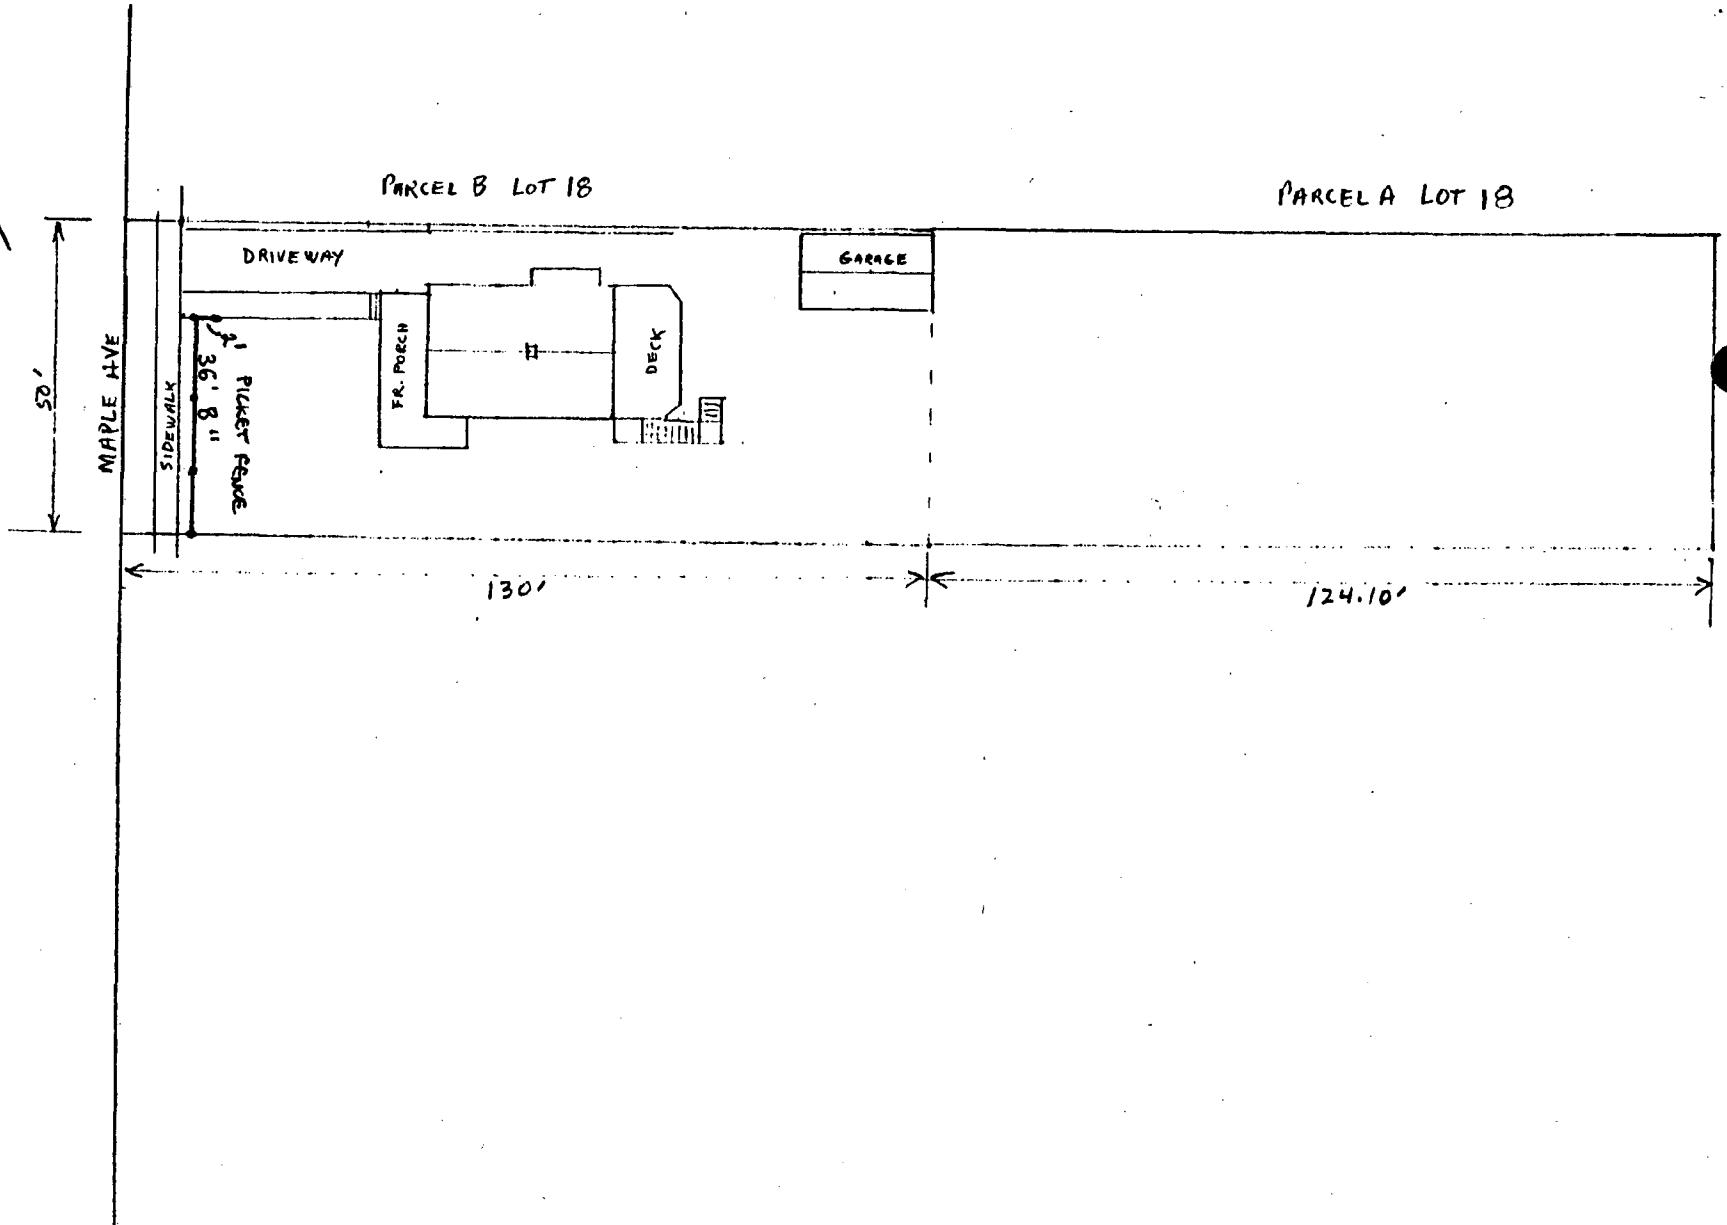 PARCEL B LOT 18
PARCEL A LOT 18
DRIVEWAY
GARAGE
50'
MAPLE AVE
SIDEWALK
2'
36' 8"
PICKET FENCE
FR. PORCH
DECK
130'
124.10'